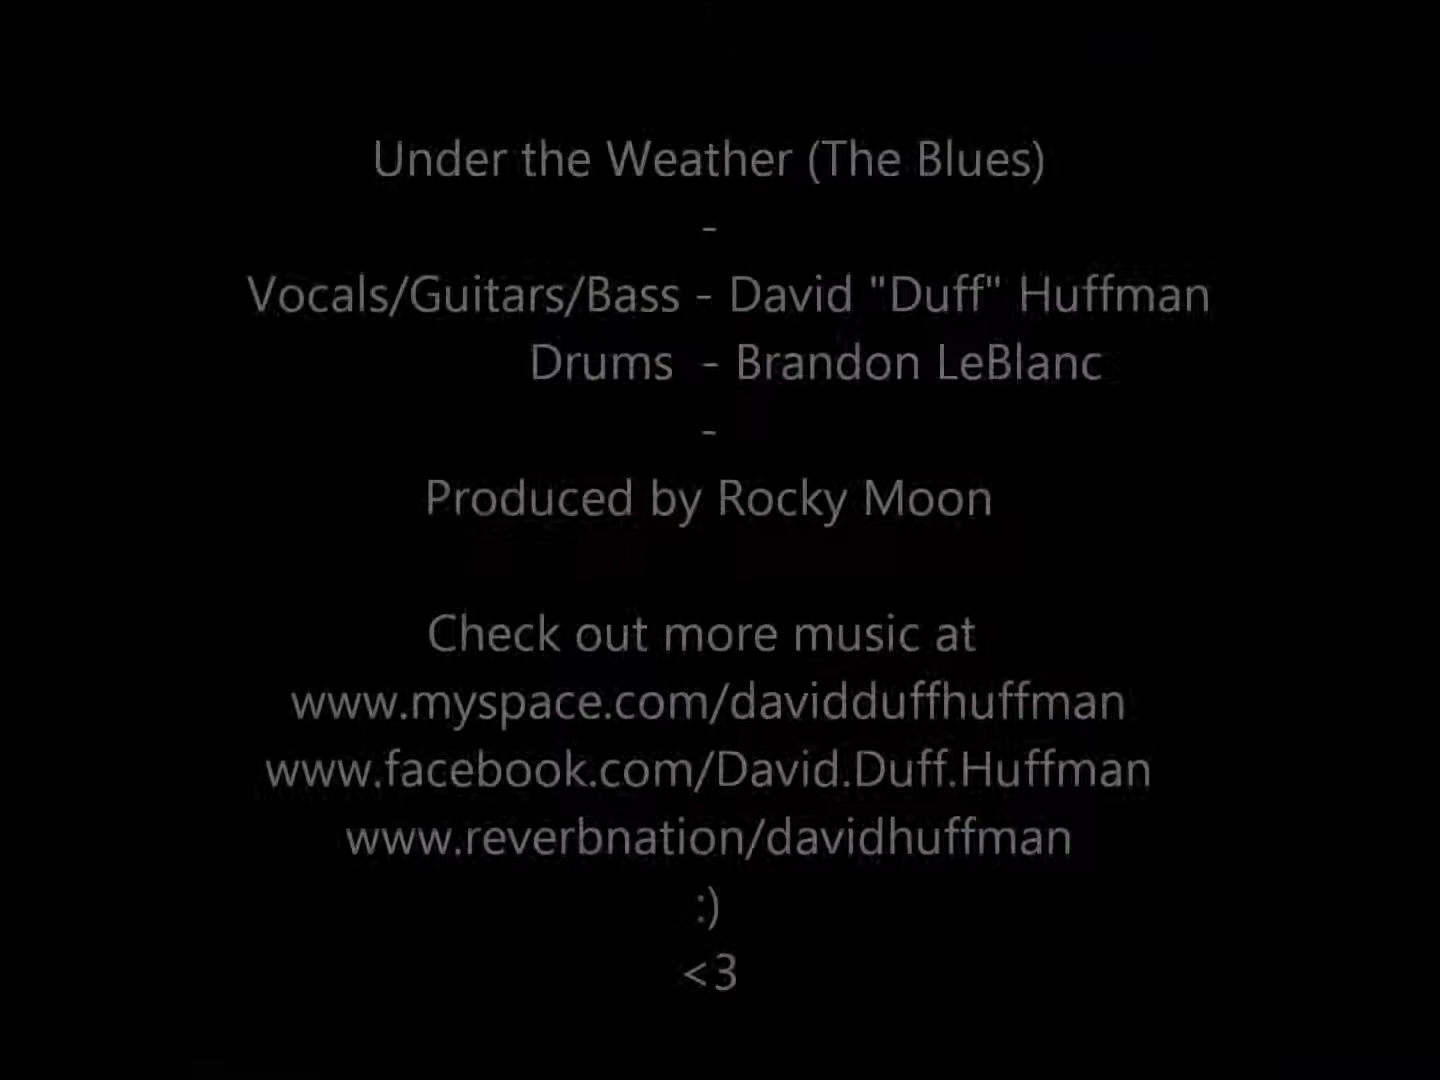 Under the Weather (The Blues)
-
Vocals/Guitars/Bass - David "Duff" Huffman
Drums - Brandon LeBlanc
-
Produced by Rocky Moon
Check out more music at
www.myspace.com/davidduffhuffman
www.facebook.com/David.Duff.Huffman
www.reverbnation/davidhuffman
:)
<3